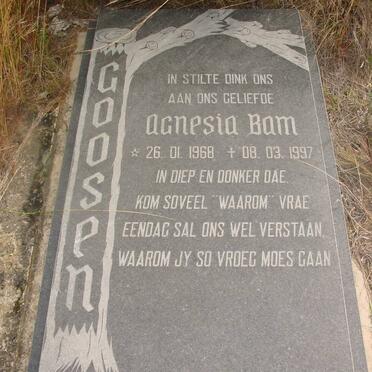 GOOSEN
IN STILTE DINK ONS
AAN ONS GELIEFDE
Agnesia Bam
☆ 26. 01. 1968 ✝ 08. 03. 1997
IN DIEP EN DONKER DAE.
KOM SOVEEL "WAAROM" VRAE
EENDAG SAL ONS WEL VERSTAAN,
WAAROM JY SO VROEG MOES GAAN